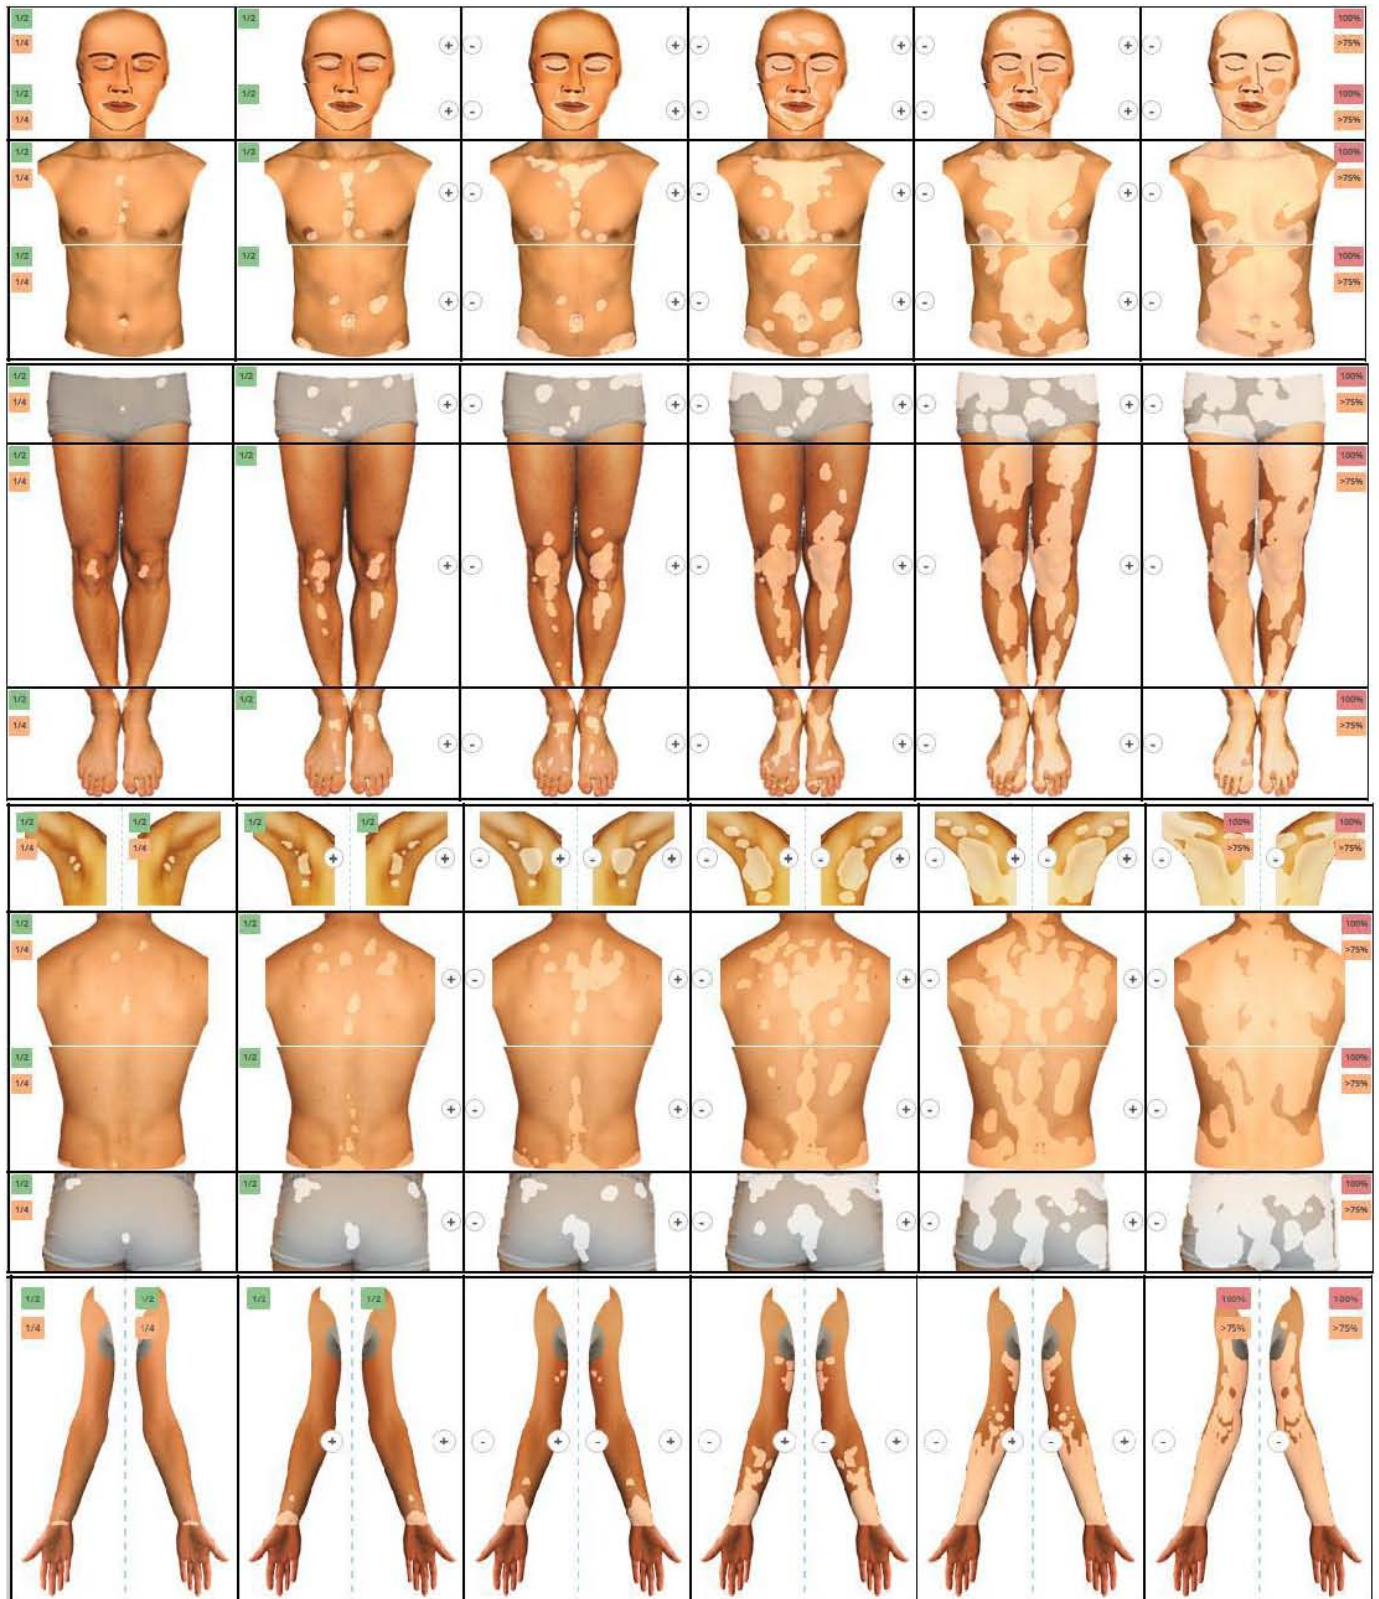 1/2 1/2 100%
1/4 + - + - + - + - >75%
1/2 1/2 100%
1/4 + - + - + - + - >75%
1/2 1/2 100%
1/4 >75%
+ - + - + - + -
1/2 1/2 100%
1/4 >75%
+ - + - + - + -
1/2 1/2 100%
1/4 + - + - + - + - >75%
1/2 1/2 100%
1/4 >75%
+ - + - + - + -
1/2 1/2 100%
1/4 >75%
+ - + - + - + -
1/2 1/2 1/2 1/2 100% 100%
1/4 1/4 >75% >75%
+ + - + - + - + - + - + - + - -
1/2 1/2 100%
1/4 >75%
+ - + - + - + -
1/2 1/2 100%
1/4 >75%
+ - + - + - + -
1/2 1/2 100%
1/4 >75%
+ - + - + - + -
1/2 1/2 1/2 1/2 100% 100%
1/4 1/4 >75% >75%
+ + - + - + - + - + - + - + - -